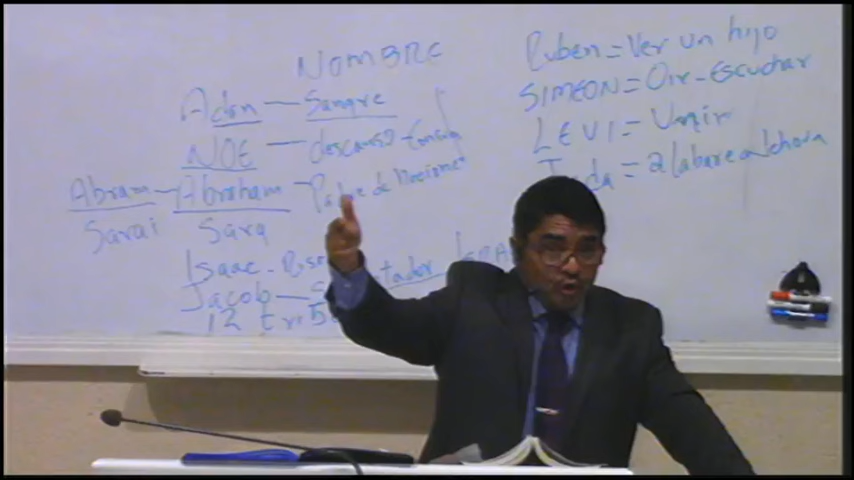 NOMBRE
Adan — Sangre
NOE — descanso
Abram — Abraham — Padre de Naciones
Sarai Sara
Isaac -
Jacob —
12
Ruben = Ver un hijo
SIMEON = Oir - Escuchar
LEVI = Unir
= alabare a Jehova